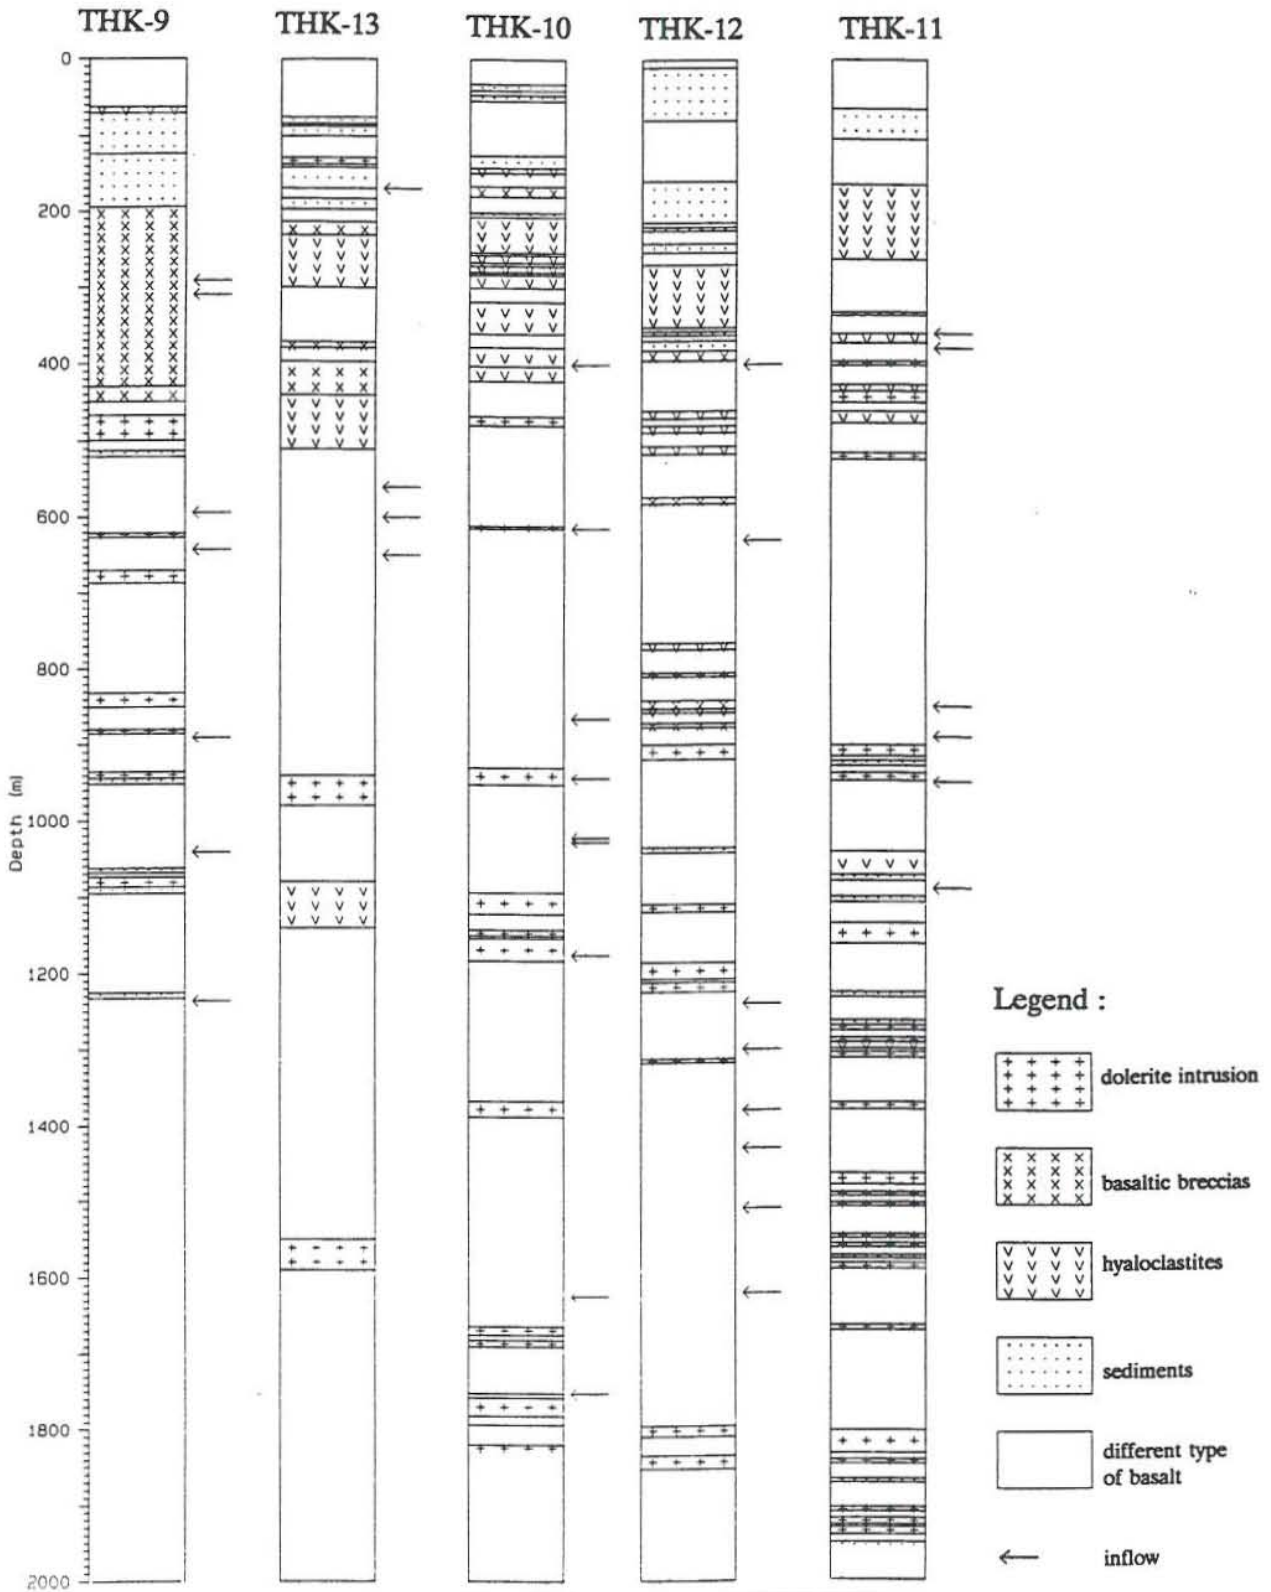 THK-9 THK-13 THK-10 THK-12 THK-11
0
200
400
600
800
1000
1200
1400
1600
1800
2000
Depth (m)
Legend :
dolerite intrusion
basaltic breccias
hyaloclastites
sediments
different type
of basalt
inflow